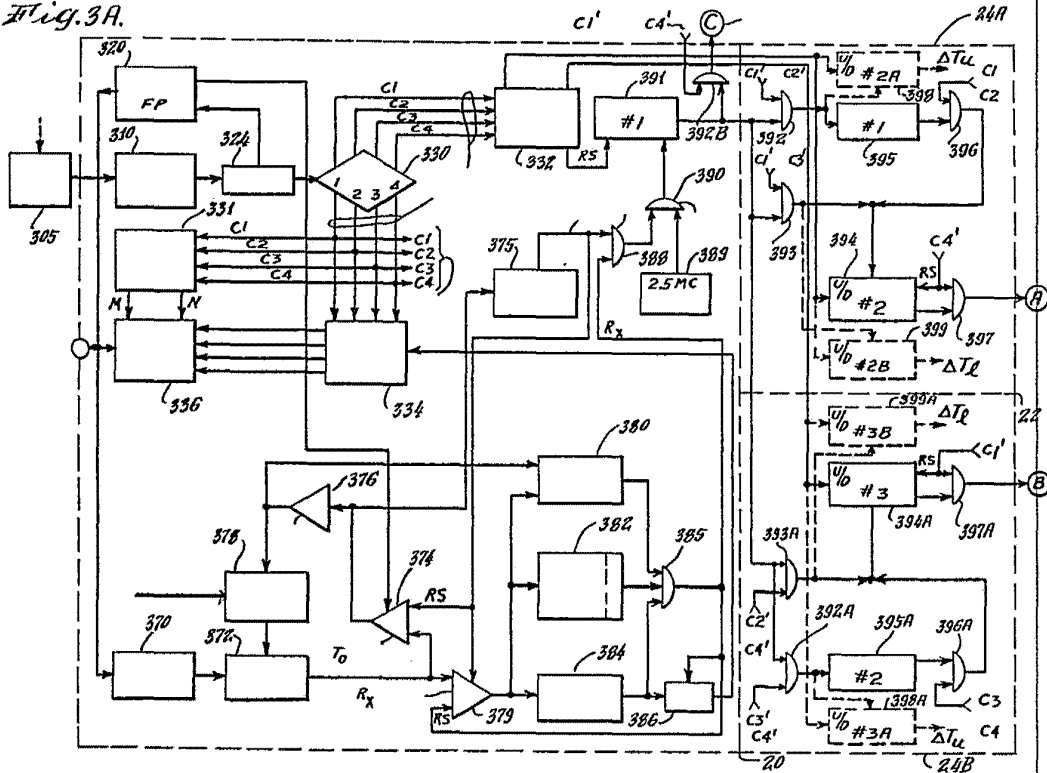 Fig. 3A.
C1'
C4'
C
24A
320
FP
310
324
305
C1
C2
C3
C4
330
1
2
3
4
332
RS
391
#1
392B
C1'
C2'
392
U/D
#2A
398
ΔTu
C1
C2
#1
395
396
331
C1
C2
C3
C4
C1
C2
C3
C4
M
N
336
334
375
388
390
389
2.5 MC
RX
C1'
C3'
393
394
U/D
#2
C4'
RS
397
A
399
U/D
#2B
ΔTℓ
22
399A
U/D
#3B
ΔTℓ
C1'
RS
U/D
#3
394A
397A
B
380
376
382
385
378
374
RS
393A
C2'
C4'
392A
395A
#2
396A
370
372
TO
RX
RS
379
384
386
C3'
C4'
398A
U/D
#3A
ΔTu
C3
C4
20
24B